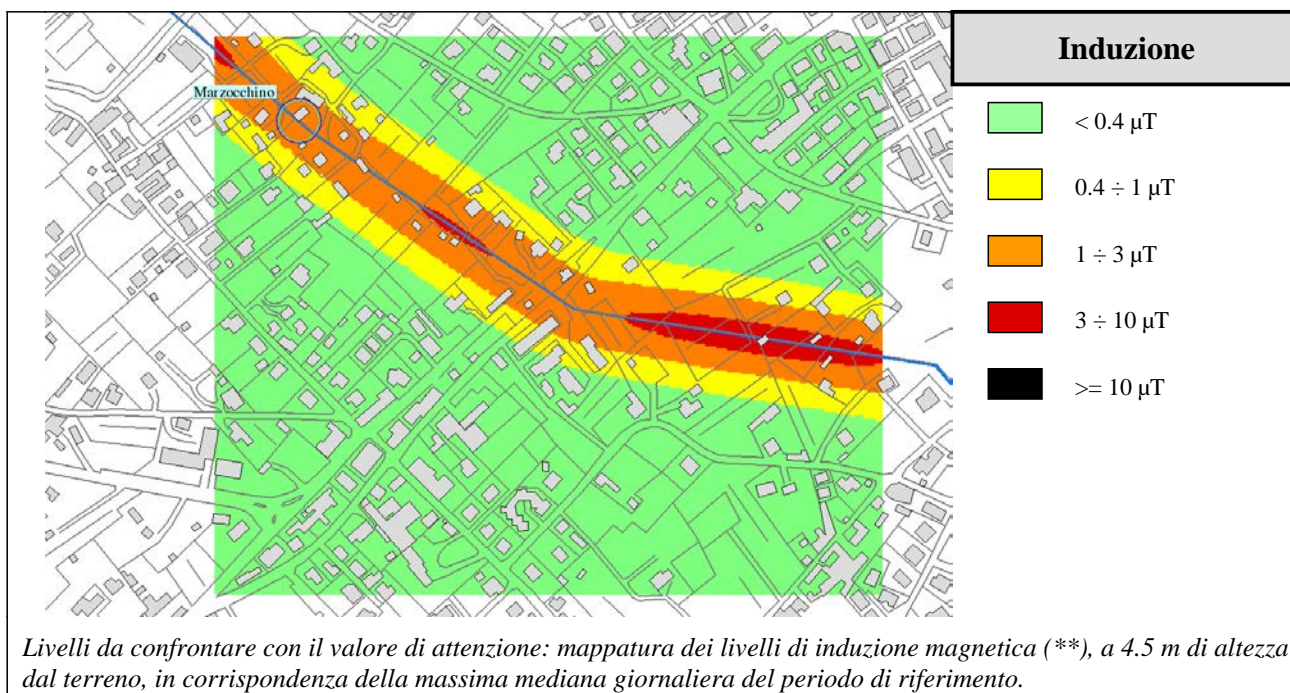 Induzione
Marzocchino
< 0.4 μT
0.4 ÷ 1 μT
1 ÷ 3 μT
3 ÷ 10 μT
>= 10 μT
Livelli da confrontare con il valore di attenzione: mappatura dei livelli di induzione magnetica (**), a 4.5 m di altezza
dal terreno, in corrispondenza della massima mediana giornaliera del periodo di riferimento.